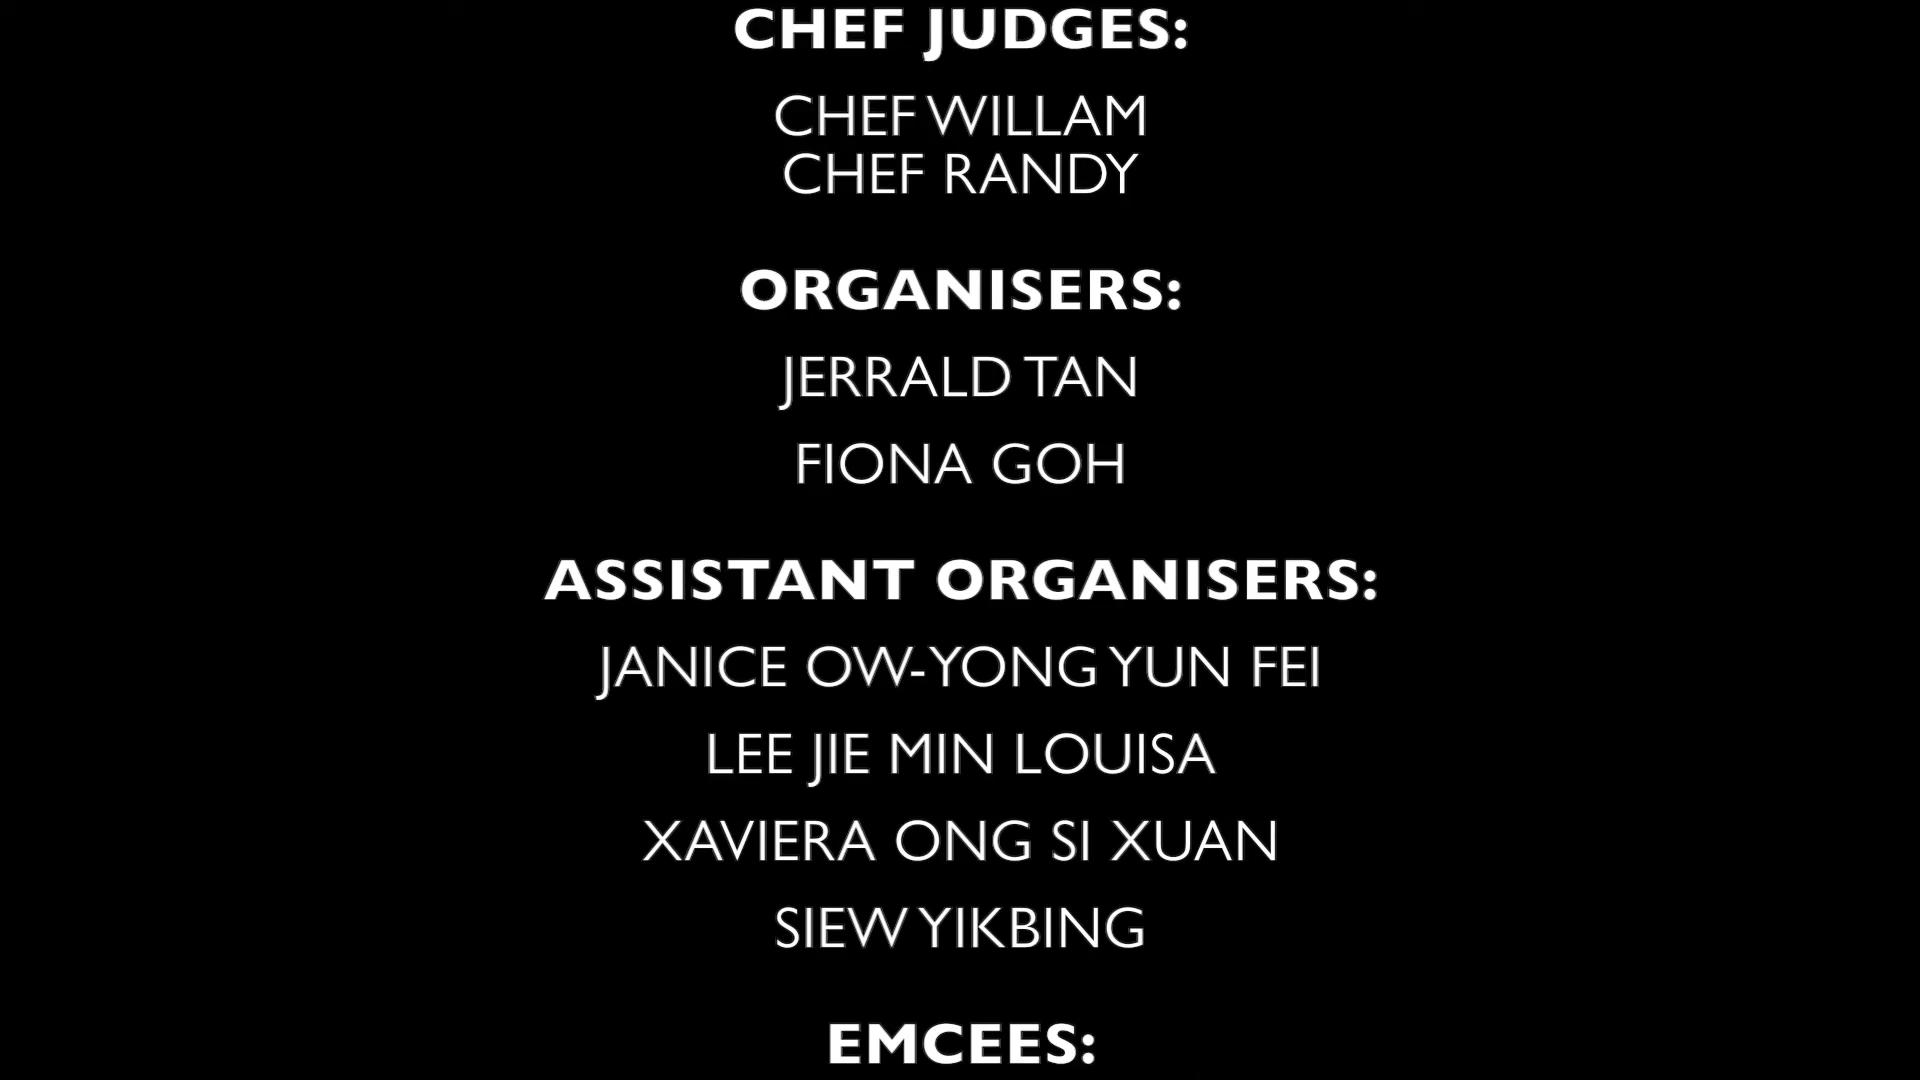 CHEF JUDGES:
CHEF WILLAM
CHEF RANDY
ORGANISERS:
JERRALD TAN
FIONA GOH
ASSISTANT ORGANISERS:
JANICE OW-YONG YUN FEI
LEE JIE MIN LOUISA
XAVIERA ONG SI XUAN
SIEW YIKBING
EMCEES: